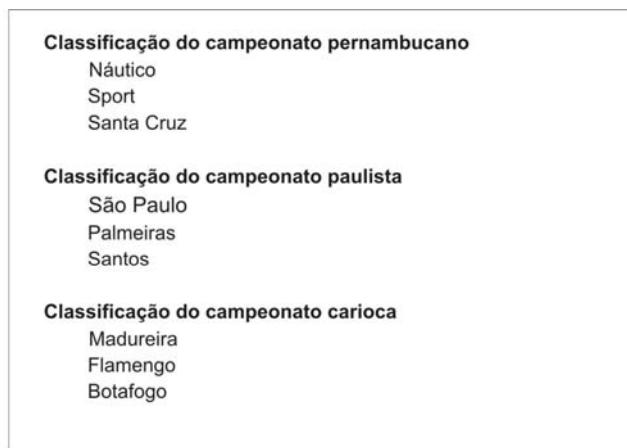 Classificação do campeonato pernambucano
Náutico
Sport
Santa Cruz
Classificação do campeonato paulista
São Paulo
Palmeiras
Santos
Classificação do campeonato carioca
Madureira
Flamengo
Botafogo